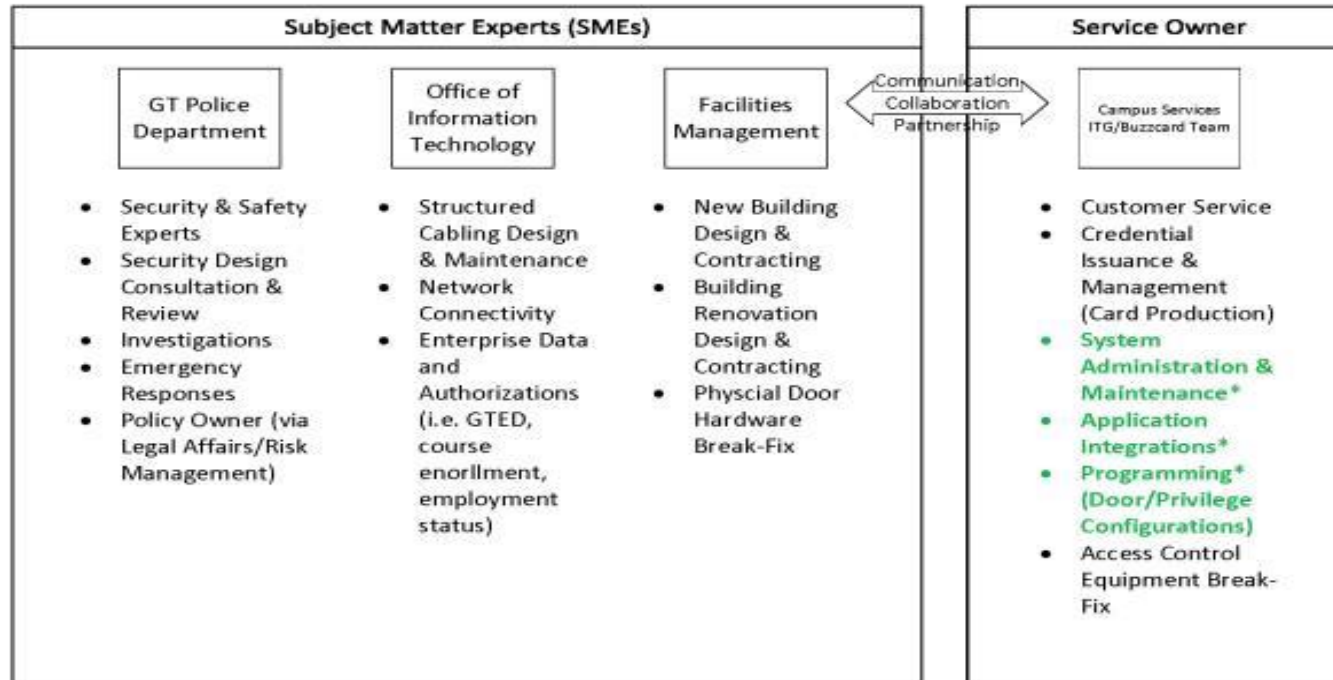 Subject Matter Experts (SMEs)
GT Police
Department
Office of
Information
Technology
Facilities
Management
• Security & Safety
Experts
• Security Design
Consultation &
Review
• Investigations
• Emergency
Responses
• Policy Owner (via
Legal Affairs/Risk
Management)
• Structured
Cabling Design
& Maintenance
• Network
Connectivity
• Enterprise Data
and
Authorizations
(i.e. GTED,
course
enorllment,
employment
status)
• New Building
Design &
Contracting
• Building
Renovation
Design &
Contracting
• Physcial Door
Hardware
Break-Fix
Communication
Collaboration
Partnership
Service Owner
Campus Services
ITG/Buzzcard Team
• Customer Service
• Credential
Issuance &
Management
(Card Production)
• System
Administration &
Maintenance*
• Application
Integrations*
• Programming*
(Door/Privilege
Configurations)
• Access Control
Equipment Break-
Fix